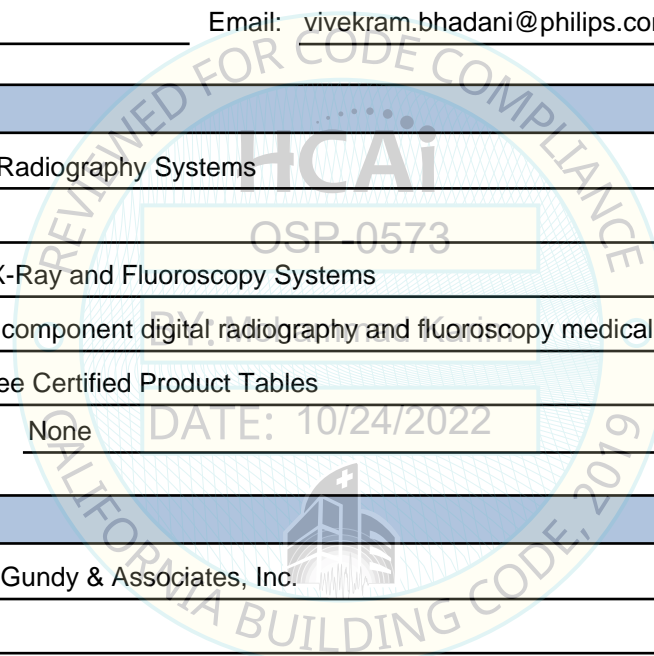 Email: vivekram.bhadani@philips.co
Radiography Systems
X-Ray and Fluoroscopy Systems
component digital radiography and fluoroscopy medical
ee Certified Product Tables
None
Gundy & Associates, Inc.
REVIEWED FOR CODE COMPLIANCE
HCAi
OSP-0573
BY: Mohammad Karim
DATE: 10/24/2022
CALIFORNIA BUILDING CODE, 2019